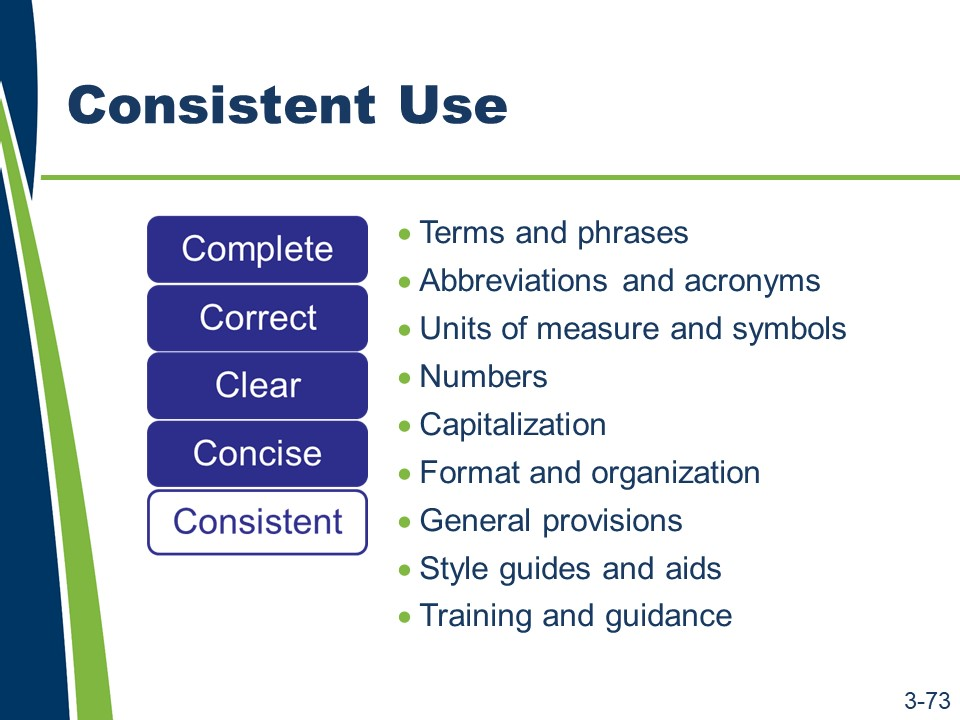 Consistent Use
Complete
Correct
Clear
Concise
Consistent
• Terms and phrases
• Abbreviations and acronyms
• Units of measure and symbols
• Numbers
• Capitalization
• Format and organization
• General provisions
• Style guides and aids
• Training and guidance
3-73